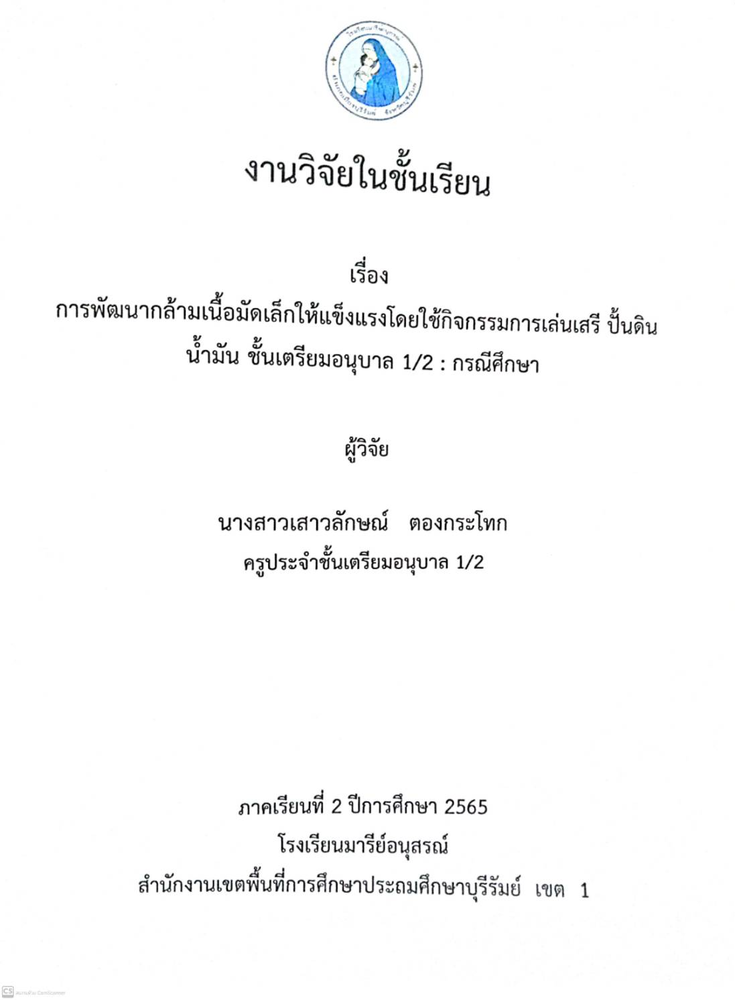 งานวิจัยในชั้นเรียน
เรื่อง
การพัฒนากล้ามเนื้อมัดเล็กให้แข็งแรงโดยใช้กิจกรรมการเล่นเสรี ปั้นดิน
น้ำมัน ชั้นเตรียมอนุบาล 1/2 : กรณีศึกษา
ผู้วิจัย
นางสาวเสาวลักษณ์ ตองกระโทก
ครูประจำชั้นเตรียมอนุบาล 1/2
ภาคเรียนที่ 2 ปีการศึกษา 2565
โรงเรียนมารีย์อนุสรณ์
สำนักงานเขตพื้นที่การศึกษาประถมศึกษาบุรีรัมย์ เขต 1
CS สแกนด้วย CamScanner